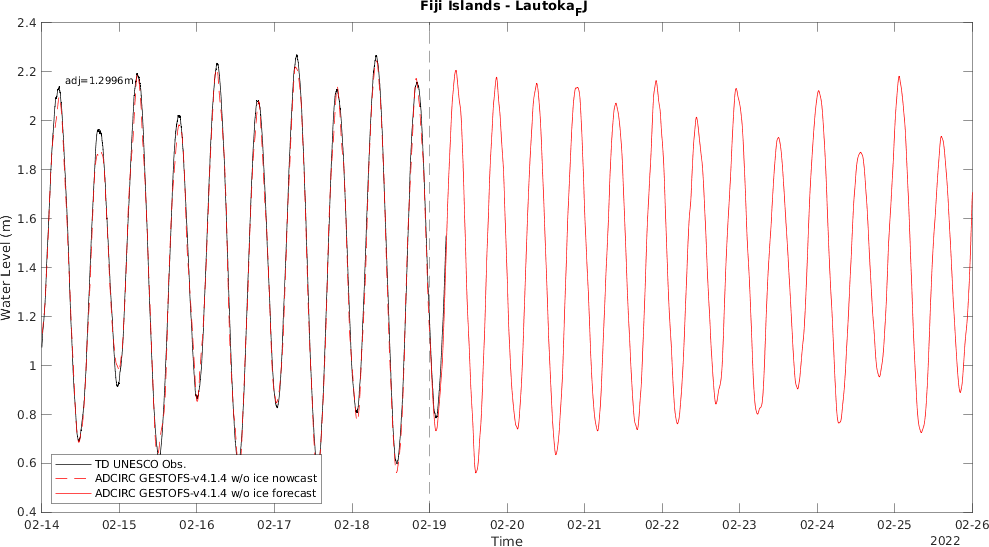 Fiji Islands - Lautoka_FJ
2.4
2.2
2
1.8
1.6
1.4
1.2
1
0.8
0.6
0.4
Water Level (m)
adj=1.2996m
TD UNESCO Obs.
ADCIRC GESTOFS-v4.1.4 w/o ice nowcast
ADCIRC GESTOFS-v4.1.4 w/o ice forecast
02-14 02-15 02-16 02-17 02-18 02-19 02-20 02-21 02-22 02-23 02-24 02-25 02-26
Time
2022